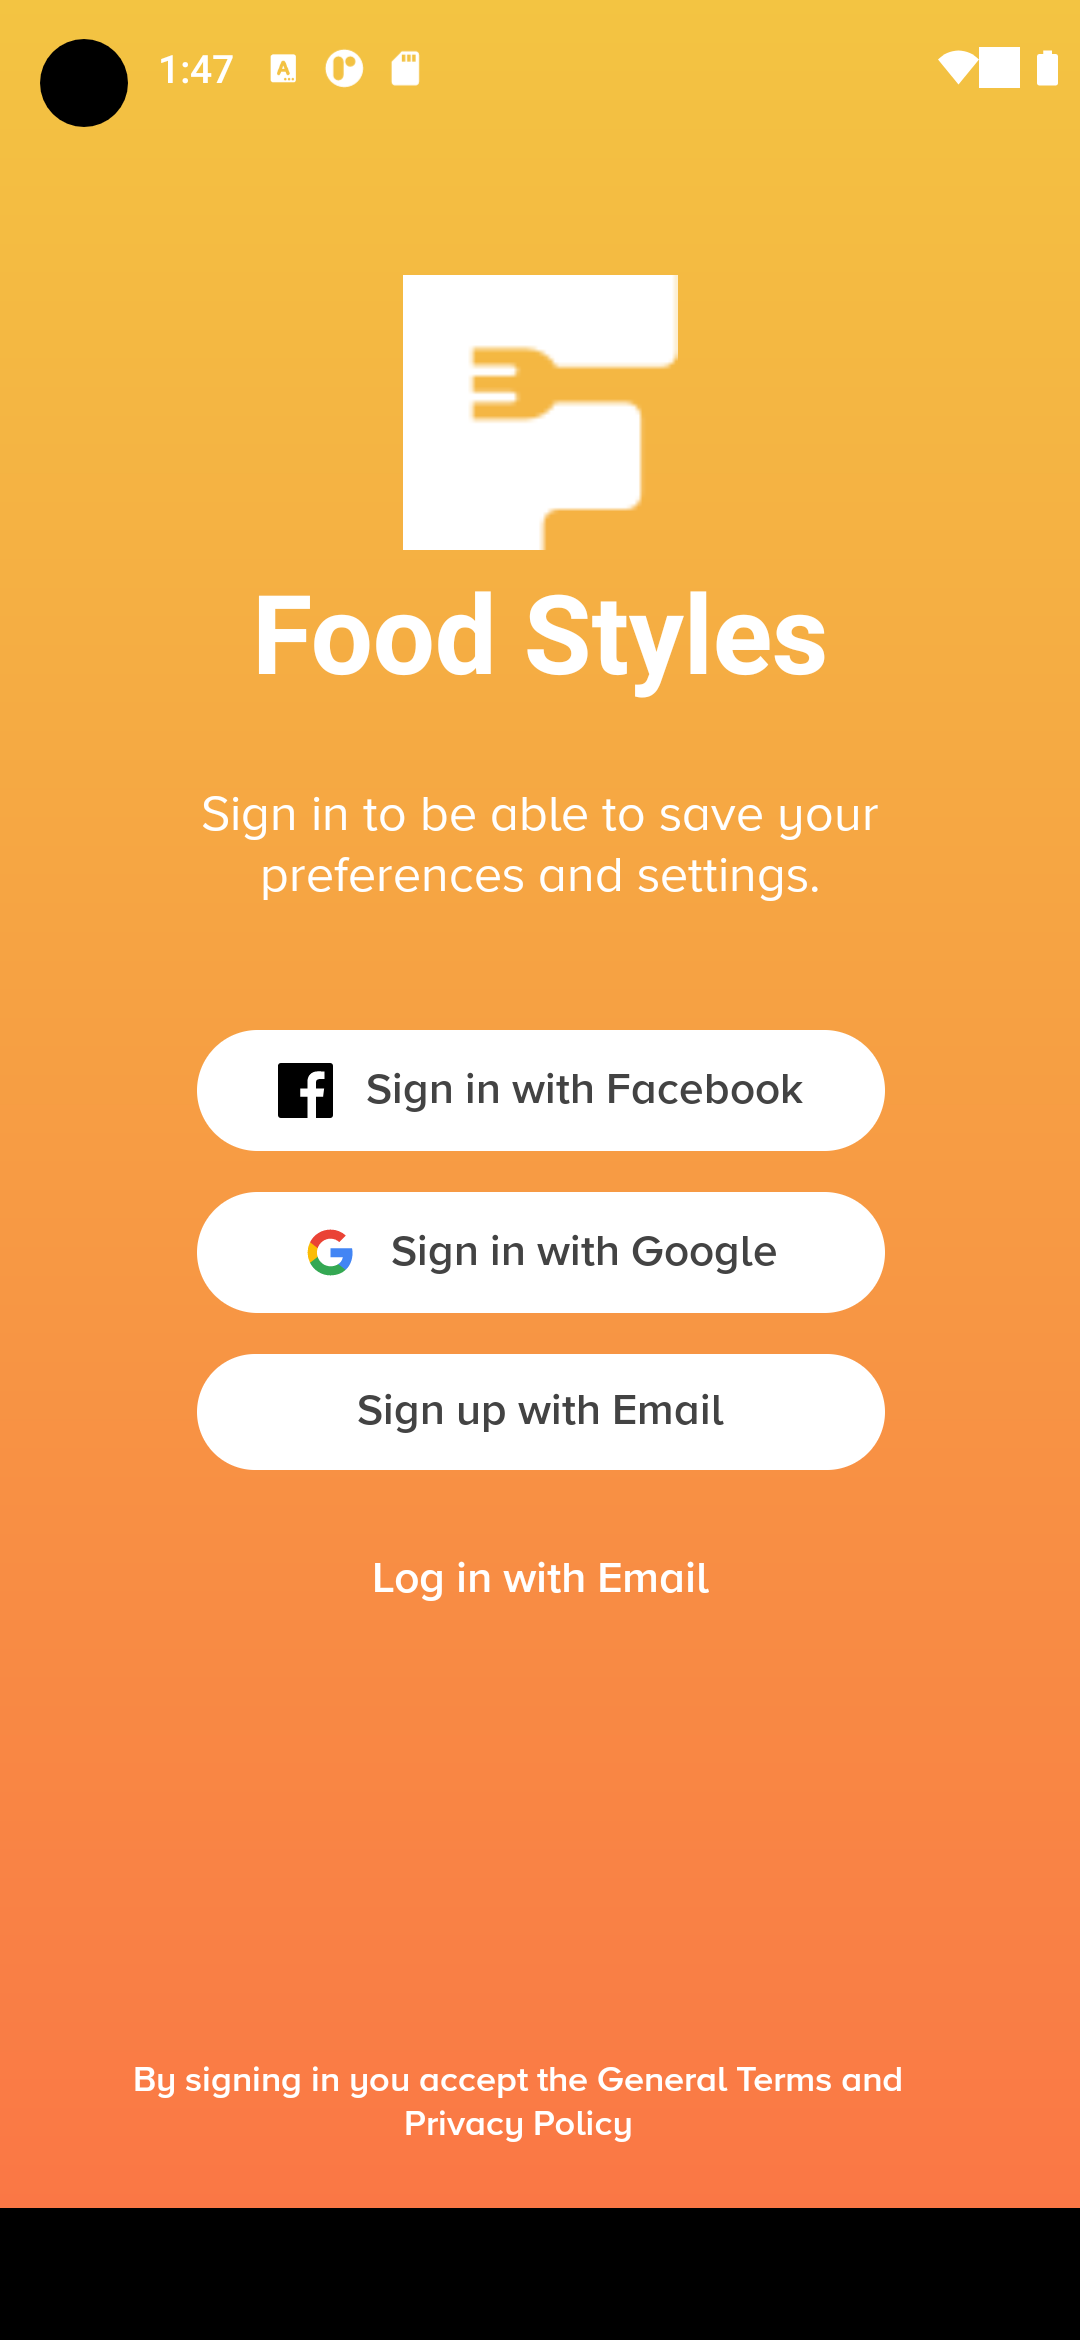 1:47
Food Styles
Sign in to be able to save your
preferences and settings.
Sign in with Facebook
Sign in with Google
Sign up with Email
Log in with Email
By signing in you accept the General Terms and
Privacy Policy